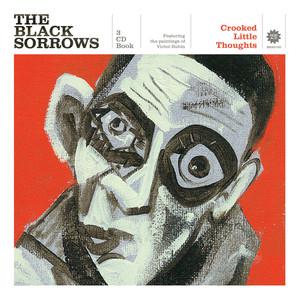 THE
BLACK
SORROWS
3
CD
Book
Featuring
the paintings of
Victor Rubin
Crooked
Little
Thoughts